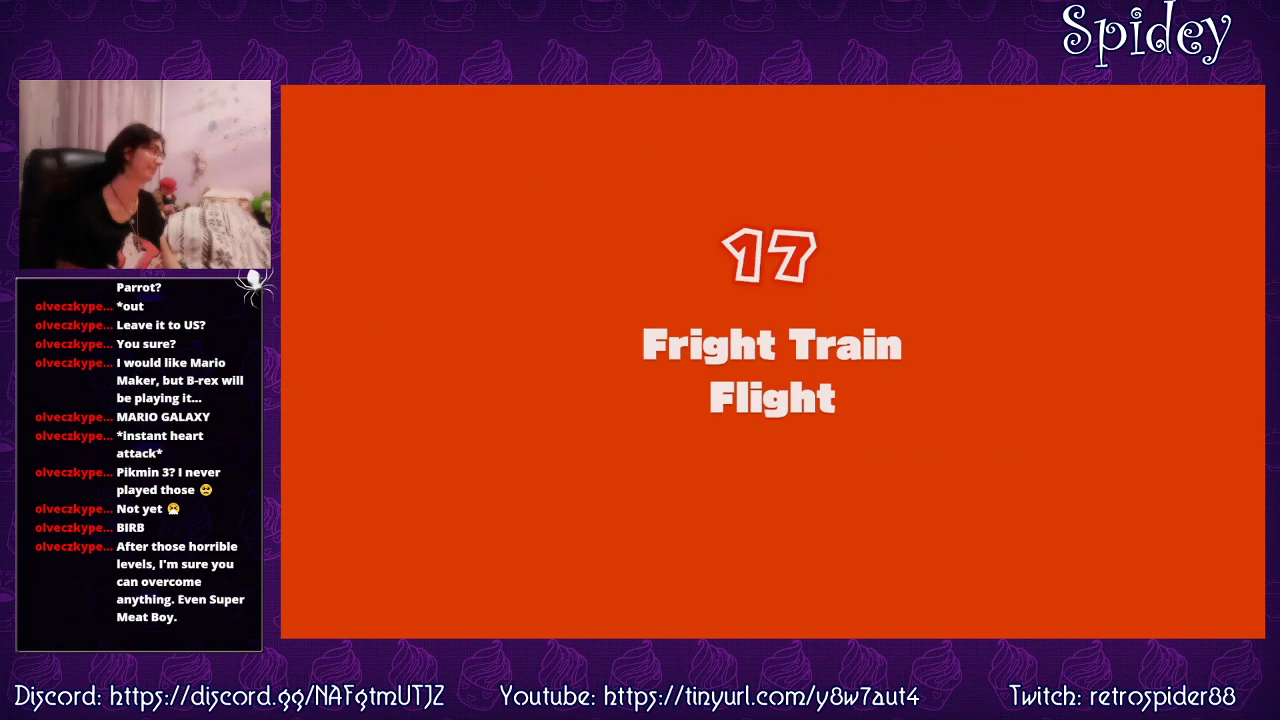 Spidey
Parrot?
olveczkype... *out
olveczkype... Leave it to US?
olveczkype... You sure?
olveczkype... I would like Mario
Maker, but B-rex will
be playing it...
olveczkype... MARIO GALAXY
olveczkype... *Instant heart
attack*
olveczkype... Pikmin 3? I never
played those 🥺
olveczkype... Not yet 😷
olveczkype... BIRB
olveczkype... After those horrible
levels, I'm sure you
can overcome
anything. Even Super
Meat Boy.
17
Fright Train
Flight
Discord: https://discord.gg/NAFgtmUTJZ
Youtube: https://tinyurl.com/y8w7aut4
Twitch: retrospider88